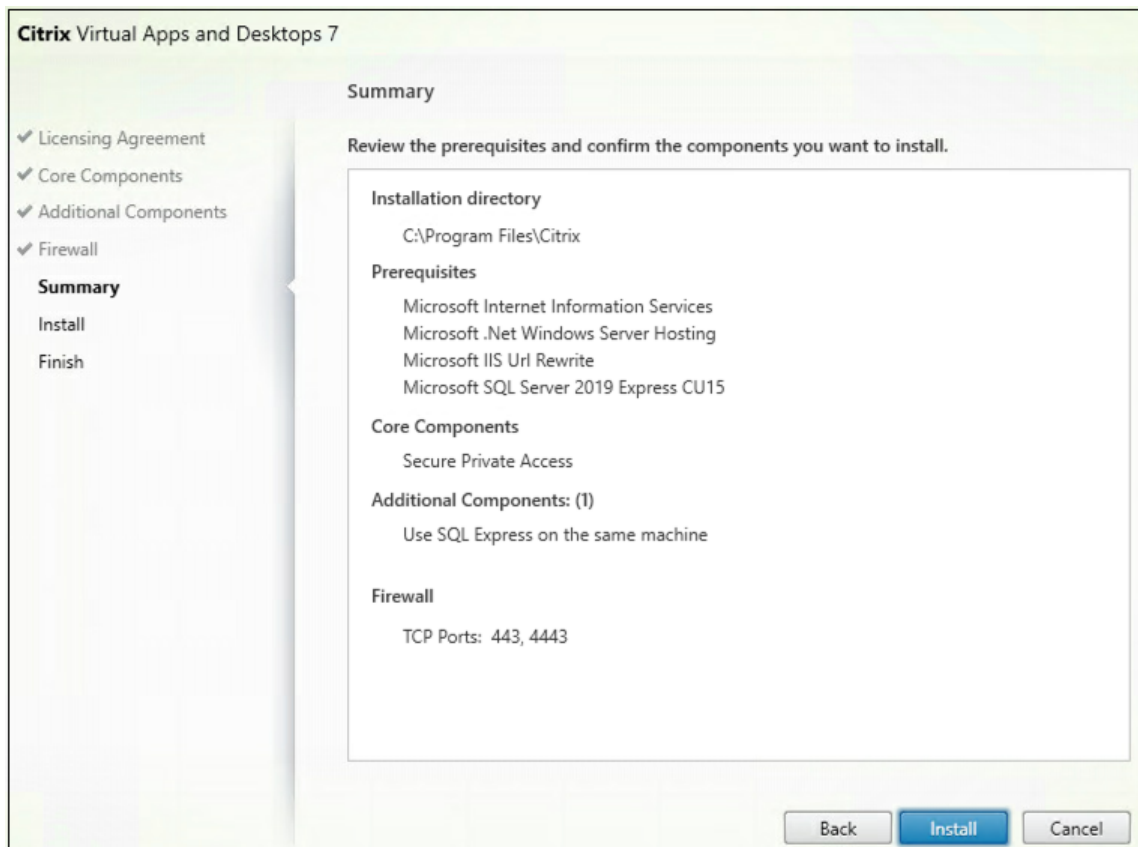 Citrix Virtual Apps and Desktops 7
Summary
✔ Licensing Agreement
✔ Core Components
✔ Additional Components
✔ Firewall
Summary
Install
Finish
Review the prerequisites and confirm the components you want to install.
Installation directory
C:\Program Files\Citrix
Prerequisites
Microsoft Internet Information Services
Microsoft .Net Windows Server Hosting
Microsoft IIS Url Rewrite
Microsoft SQL Server 2019 Express CU15
Core Components
Secure Private Access
Additional Components: (1)
Use SQL Express on the same machine
Firewall
TCP Ports: 443, 4443
Back
Install
Cancel